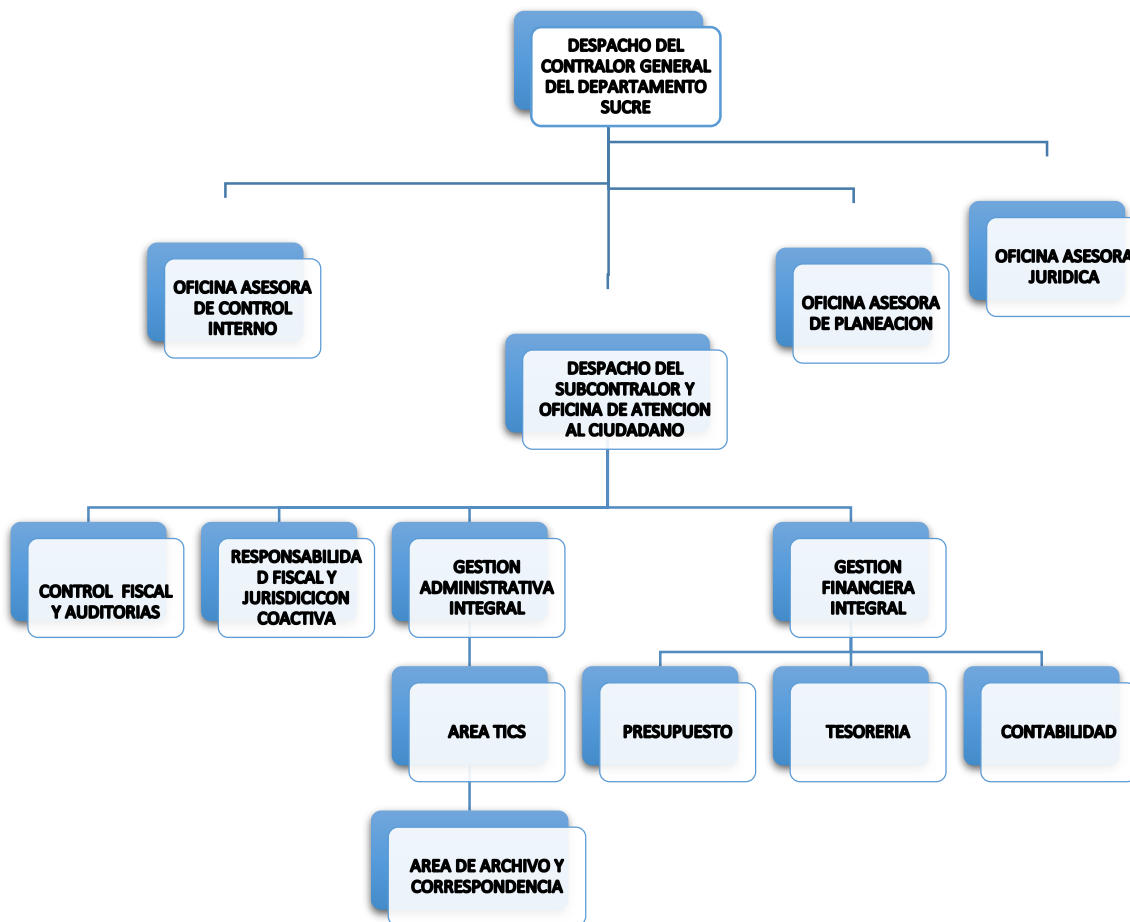 DESPACHO DEL
CONTRALOR GENERAL
DEL DEPARTAMENTO
SUCRE
OFICINA ASESORA
DE CONTROL
INTERNO
OFICINA ASESORA
DE PLANEACION
OFICINA ASESORA
JURIDICA
DESPACHO DEL
SUBCONTRALOR Y
OFICINA DE ATENCION
AL CIUDADANO
CONTROL  FISCAL
Y AUDITORIAS
RESPONSABILIDA
D FISCAL Y
JURISDICICON
COACTIVA
GESTION
ADMINISTRATIVA
INTEGRAL
GESTION
FINANCIERA
INTEGRAL
AREA TICS
PRESUPUESTO
TESORERIA
CONTABILIDAD
AREA DE ARCHIVO Y
CORRESPONDENCIA